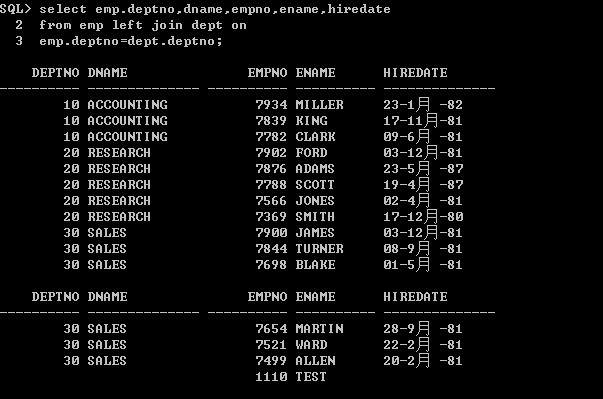 SQL> select emp.deptno,dname,empno,ename,hiredate
  2  from emp left join dept on
  3  emp.deptno=dept.deptno;
    DEPTNO DNAME               EMPNO ENAME      HIREDATE
---------- -------------- ---------- ---------- --------------
        10 ACCOUNTING           7934 MILLER     23-1月 -82
        10 ACCOUNTING           7839 KING       17-11月-81
        10 ACCOUNTING           7782 CLARK      09-6月 -81
        20 RESEARCH             7902 FORD       03-12月-81
        20 RESEARCH             7876 ADAMS      23-5月 -87
        20 RESEARCH             7788 SCOTT      19-4月 -87
        20 RESEARCH             7566 JONES      02-4月 -81
        20 RESEARCH             7369 SMITH      17-12月-80
        30 SALES                7900 JAMES      03-12月-81
        30 SALES                7844 TURNER     08-9月 -81
        30 SALES                7698 BLAKE      01-5月 -81
    DEPTNO DNAME               EMPNO ENAME      HIREDATE
---------- -------------- ---------- ---------- --------------
        30 SALES                7654 MARTIN     28-9月 -81
        30 SALES                7521 WARD       22-2月 -81
        30 SALES                7499 ALLEN      20-2月 -81
                                1110 TEST